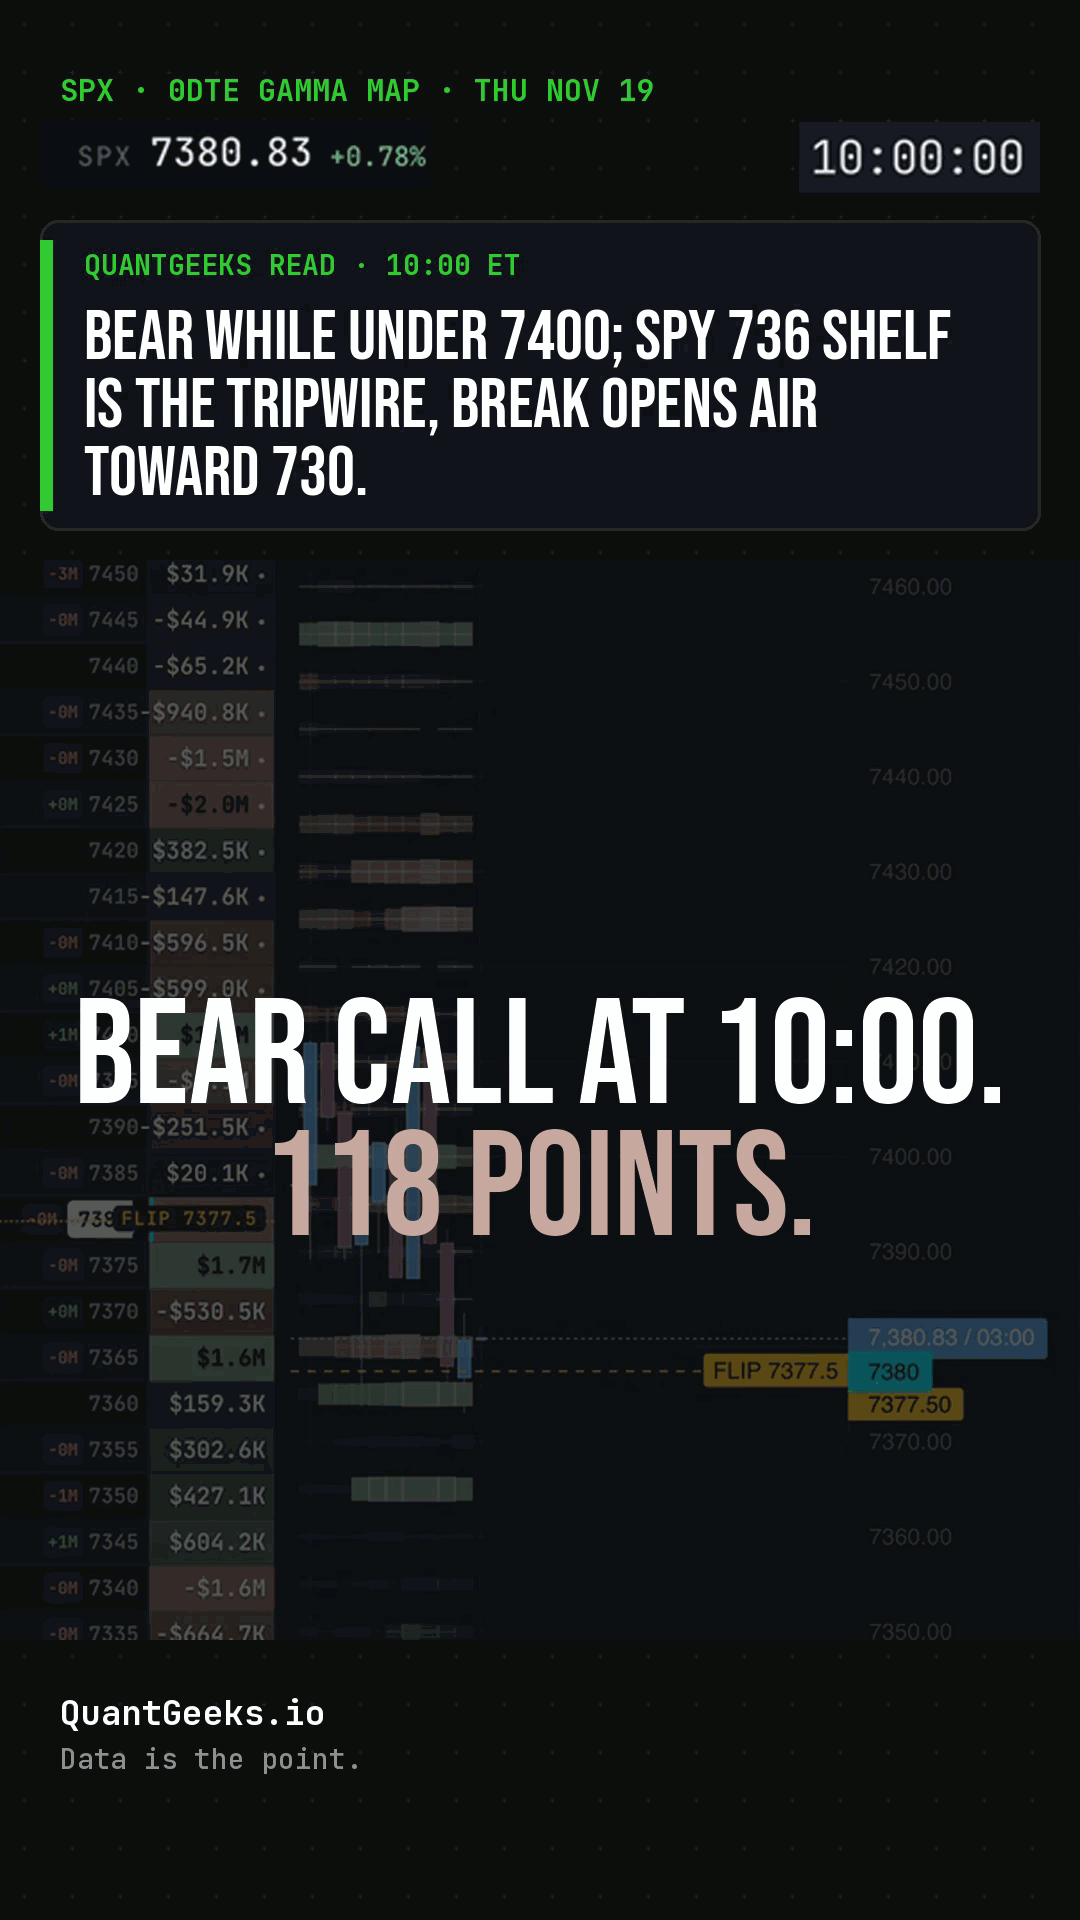 SPX · 0DTE GAMMA MAP · THU NOV 19
SPX 7380.83 +0.78%
10:00:00
QUANTGEEKS READ · 10:00 ET
BEAR WHILE UNDER 7400; SPY 736 SHELF
IS THE TRIPWIRE, BREAK OPENS AIR
TOWARD 730.
-3M 7450 $31.9K
-0M 7445 -$44.9K
7440 -$65.2K
-0M 7435 -$940.8K
-0M 7430 -$1.5M
+0M 7425 -$2.0M
7420 $382.5K
7415 -$147.6K
-0M 7410 -$596.5K
+0M 7405 -$599.0K
+1M
-0M
7390 -$251.5K
-0M 7385 $20.1K
-0M FLIP 7377.5
-0M 7375 $1.7M
+0M 7370 -$530.5K
-0M 7365 $1.6M
7360 $159.3K
-0M 7355 $302.6K
-1M 7350 $427.1K
+1M 7345 $604.2K
-0M 7340 -$1.6M
-0M 7335 -$664.7K
7460.00
7450.00
7440.00
7430.00
7420.00
BEAR CALL AT 10:00.
118 POINTS.
7400.00
7390.00
7,380.83 / 03:00
FLIP 7377.5
7380
7377.50
7370.00
7360.00
7350.00
QuantGeeks.io
Data is the point.